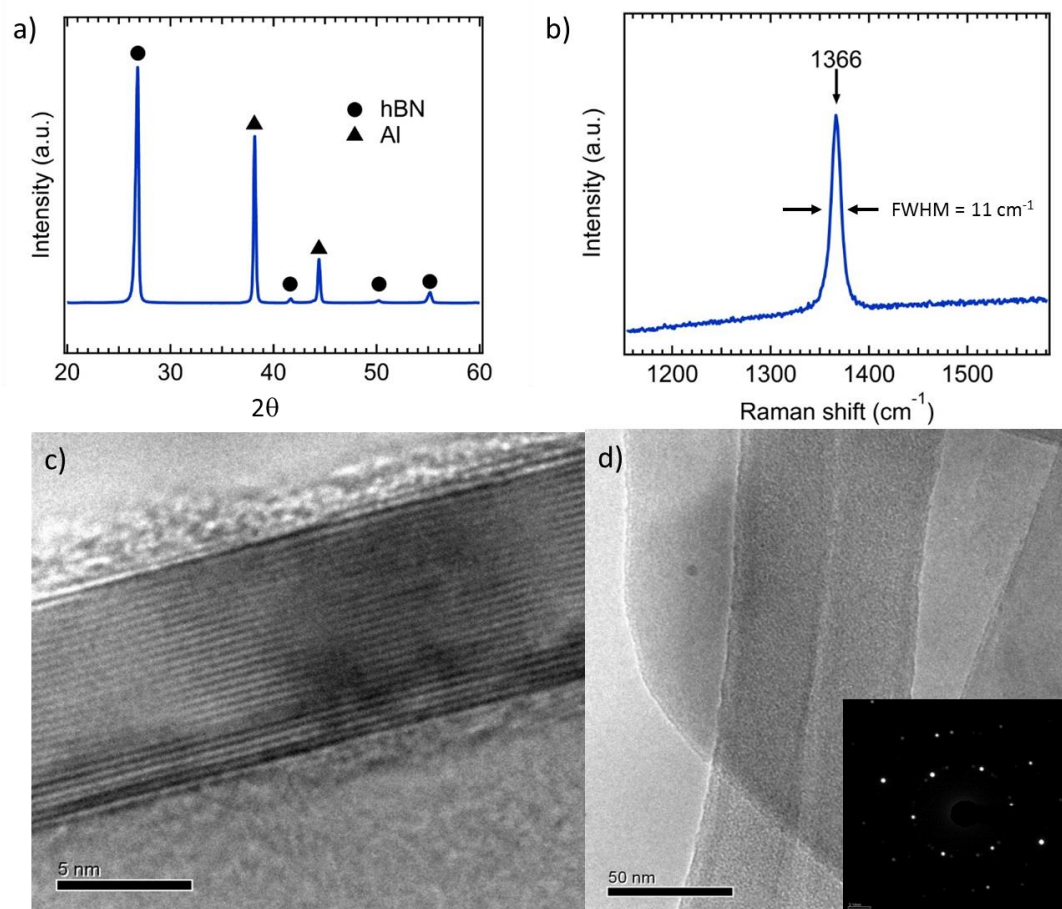 a)
Intensity (a.u.)
● hBN
▲ Al
20 30 40 50 60
2θ
b)
1366
Intensity (a.u.)
FWHM = 11 cm⁻¹
1200 1300 1400 1500
Raman shift (cm⁻¹)
c)
5 nm
d)
50 nm